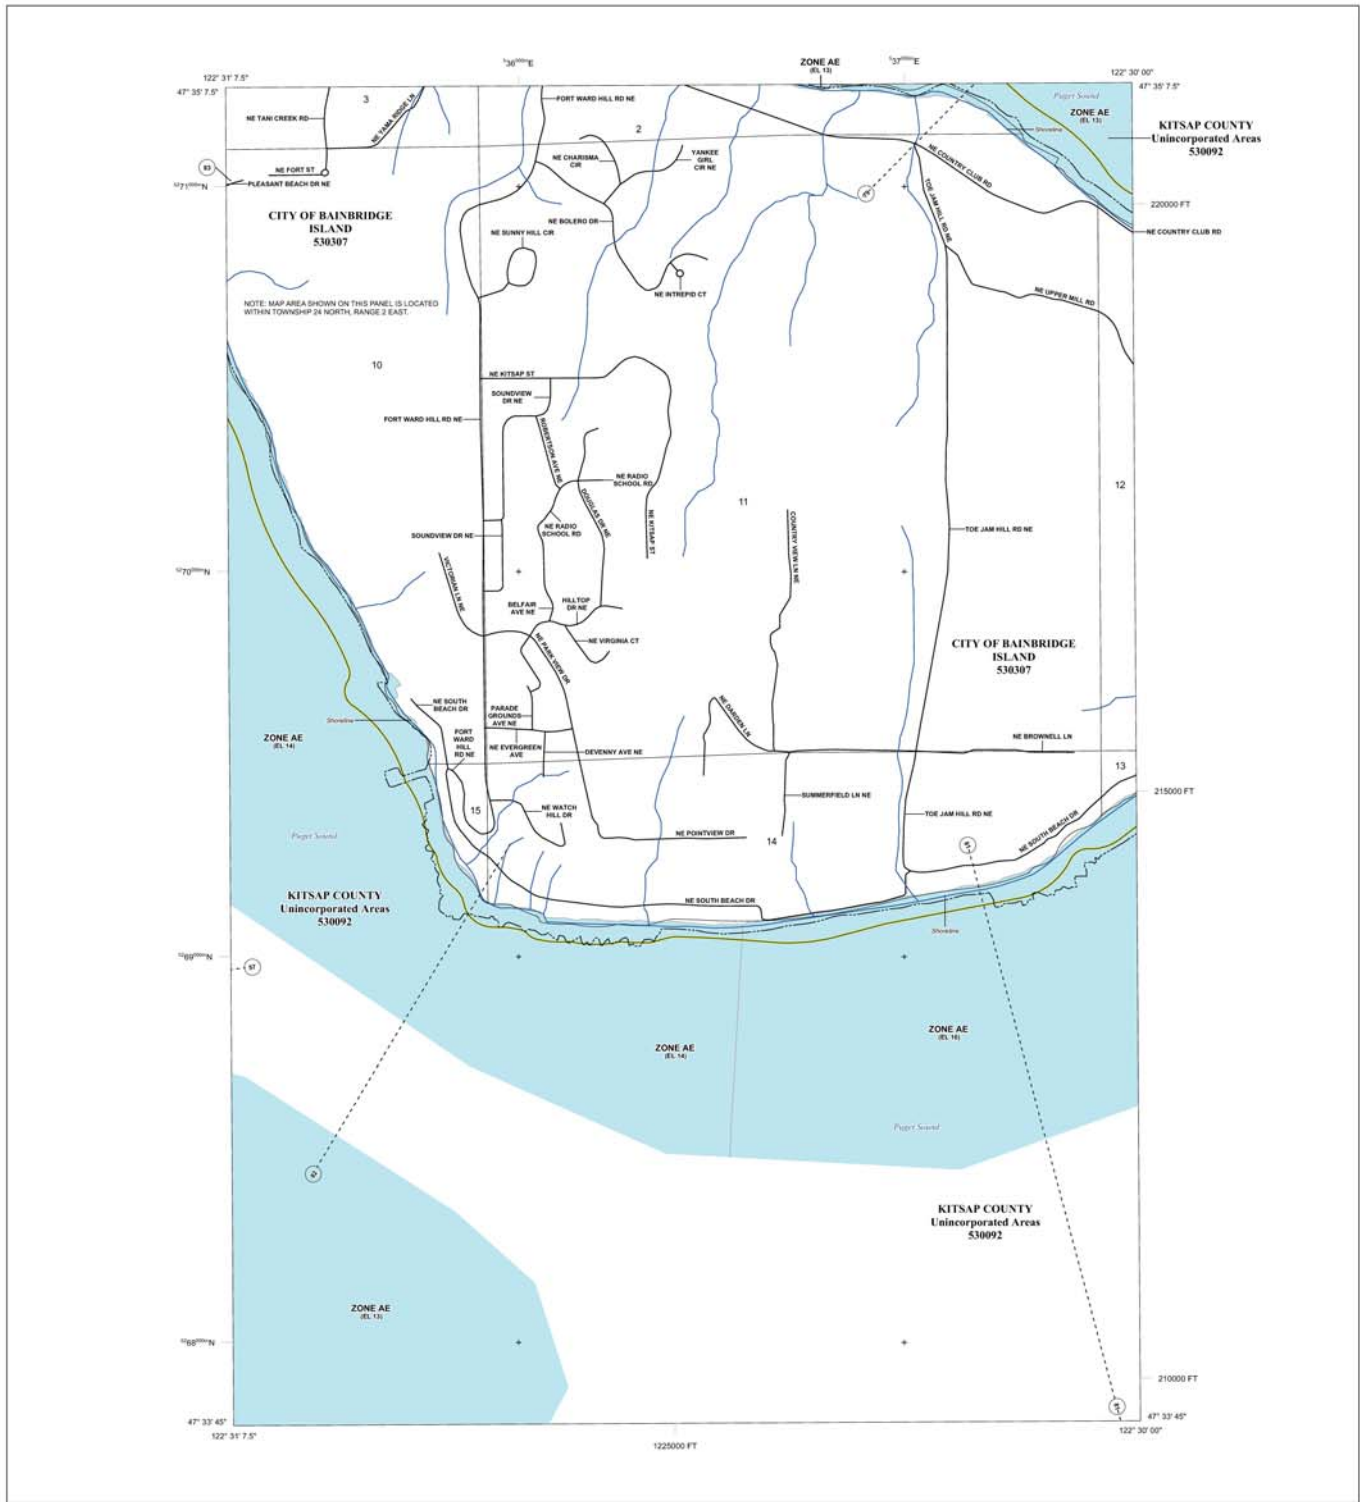 122° 31' 7.5"
⁵36⁰⁰⁰ᵐE
ZONE AE
(EL 13)
⁵37⁰⁰⁰ᵐE
122° 30' 00"
47° 35' 7.5"
47° 35' 7.5"
3
FORT WARD HILL RD NE
Puget Sound
ZONE AE
(EL 13)
NE TANI CREEK RD
NE YAMA RIDGE LN
2
Shoreline
KITSAP COUNTY
Unincorporated Areas
530092
NE CHARISMA
CIR
YANKEE
GIRL
CIR NE
NE COUNTRY CLUB RD
93
NE FORT ST
⁵²71⁰⁰⁰ᵐN
PLEASANT BEACH DR NE
TOE JAM HILL RD NE
220000 FT
CITY OF BAINBRIDGE
ISLAND
530307
NE BOLERO DR
NE SUNNY HILL CIR
NE COUNTRY CLUB RD
NE INTREPID CT
NE UPPER MILL RD
NOTE: MAP AREA SHOWN ON THIS PANEL IS LOCATED
WITHIN TOWNSHIP 24 NORTH, RANGE 2 EAST.
10
NE KITSAP ST
SOUNDVIEW
DR NE
FORT WARD HILL RD NE
ROBERTSON AVE NE
NE RADIO
SCHOOL RD
12
11
DOUGLAS DR NE
NE KITSAP ST
NE RADIO
SCHOOL RD
COUNTRY VIEW LN NE
TOE JAM HILL RD NE
SOUNDVIEW DR NE
⁵²70⁰⁰⁰ᵐN
VICTORIAN LN NE
BELFAIR
AVE NE
HILLTOP
DR NE
NE VIRGINIA CT
NE PARK VIEW DR
CITY OF BAINBRIDGE
ISLAND
530307
NE SOUTH
BEACH DR
PARADE
GROUNDS
AVE NE
NE DARDEN LN
Shoreline
ZONE AE
(EL 14)
FORT
WARD
HILL
RD NE
NE EVERGREEN
AVE
DEVENNY AVE NE
NE BROWNELL LN
13
215000 FT
SUMMERFIELD LN NE
15
NE WATCH
HILL DR
TOE JAM HILL RD NE
NE POINTVIEW DR
14
NE SOUTH BEACH DR
Puget Sound
91
KITSAP COUNTY
Unincorporated Areas
530092
NE SOUTH BEACH DR
Shoreline
⁵²69⁰⁰⁰ᵐN
97
ZONE AE
(EL 14)
ZONE AE
(EL 16)
Puget Sound
92
KITSAP COUNTY
Unincorporated Areas
530092
ZONE AE
(EL 13)
⁵²68⁰⁰⁰ᵐN
210000 FT
47° 33' 45"
47° 33' 45"
122° 31' 7.5"
1225000 FT
122° 30' 00"